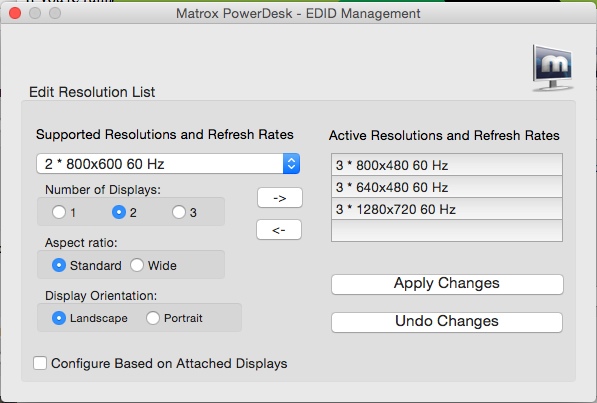 Matrox PowerDesk - EDID Management
m
Edit Resolution List
Supported Resolutions and Refresh Rates
2 * 800x600 60 Hz
Number of Displays:
1 2 3
Aspect ratio:
Standard Wide
Display Orientation:
Landscape Portrait
Configure Based on Attached Displays
->
<-
Active Resolutions and Refresh Rates
3 * 800x480 60 Hz
3 * 640x480 60 Hz
3 * 1280x720 60 Hz
Apply Changes
Undo Changes